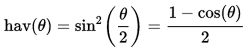 hav(θ) = sin²(θ/2) = (1 − cos(θ))/2